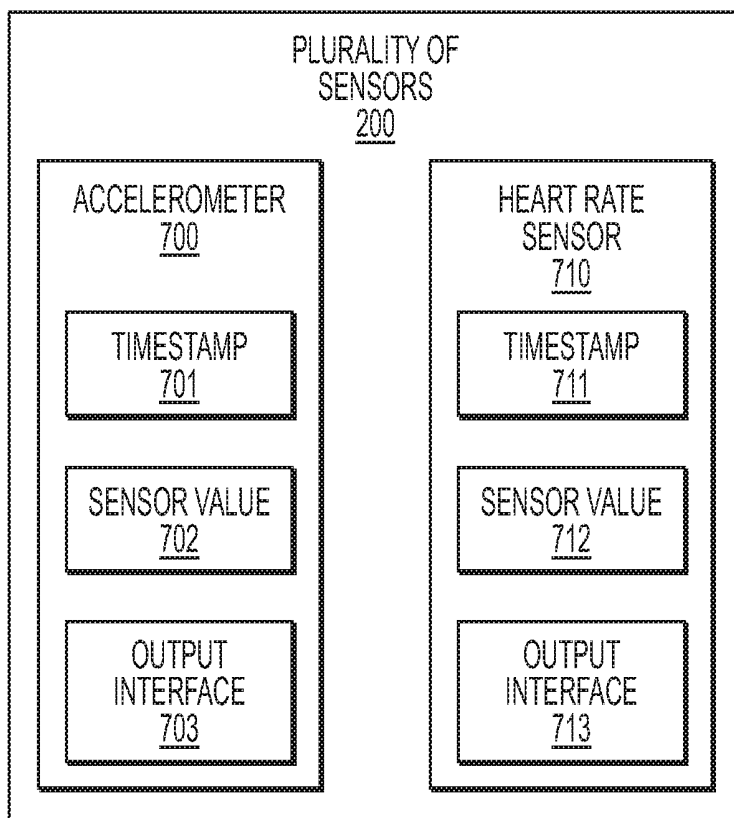 PLURALITY OF
SENSORS
200
ACCELEROMETER
700
TIMESTAMP
701
SENSOR VALUE
702
OUTPUT
INTERFACE
703
HEART RATE
SENSOR
710
TIMESTAMP
711
SENSOR VALUE
712
OUTPUT
INTERFACE
713